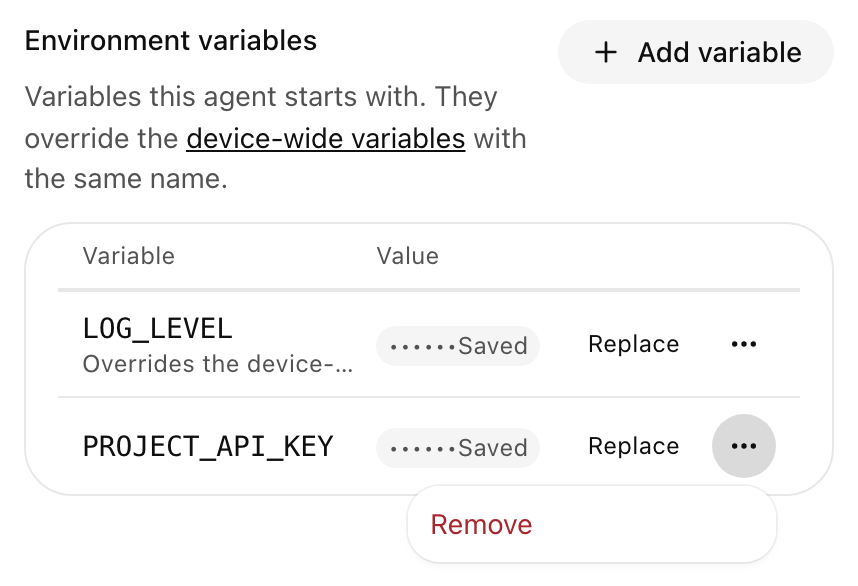 Environment variables
+ Add variable
Variables this agent starts with. They
override the device-wide variables with
the same name.
Variable Value
LOG_LEVEL
Overrides the device-...
······Saved Replace ···
PROJECT_API_KEY ······Saved Replace ···
Remove